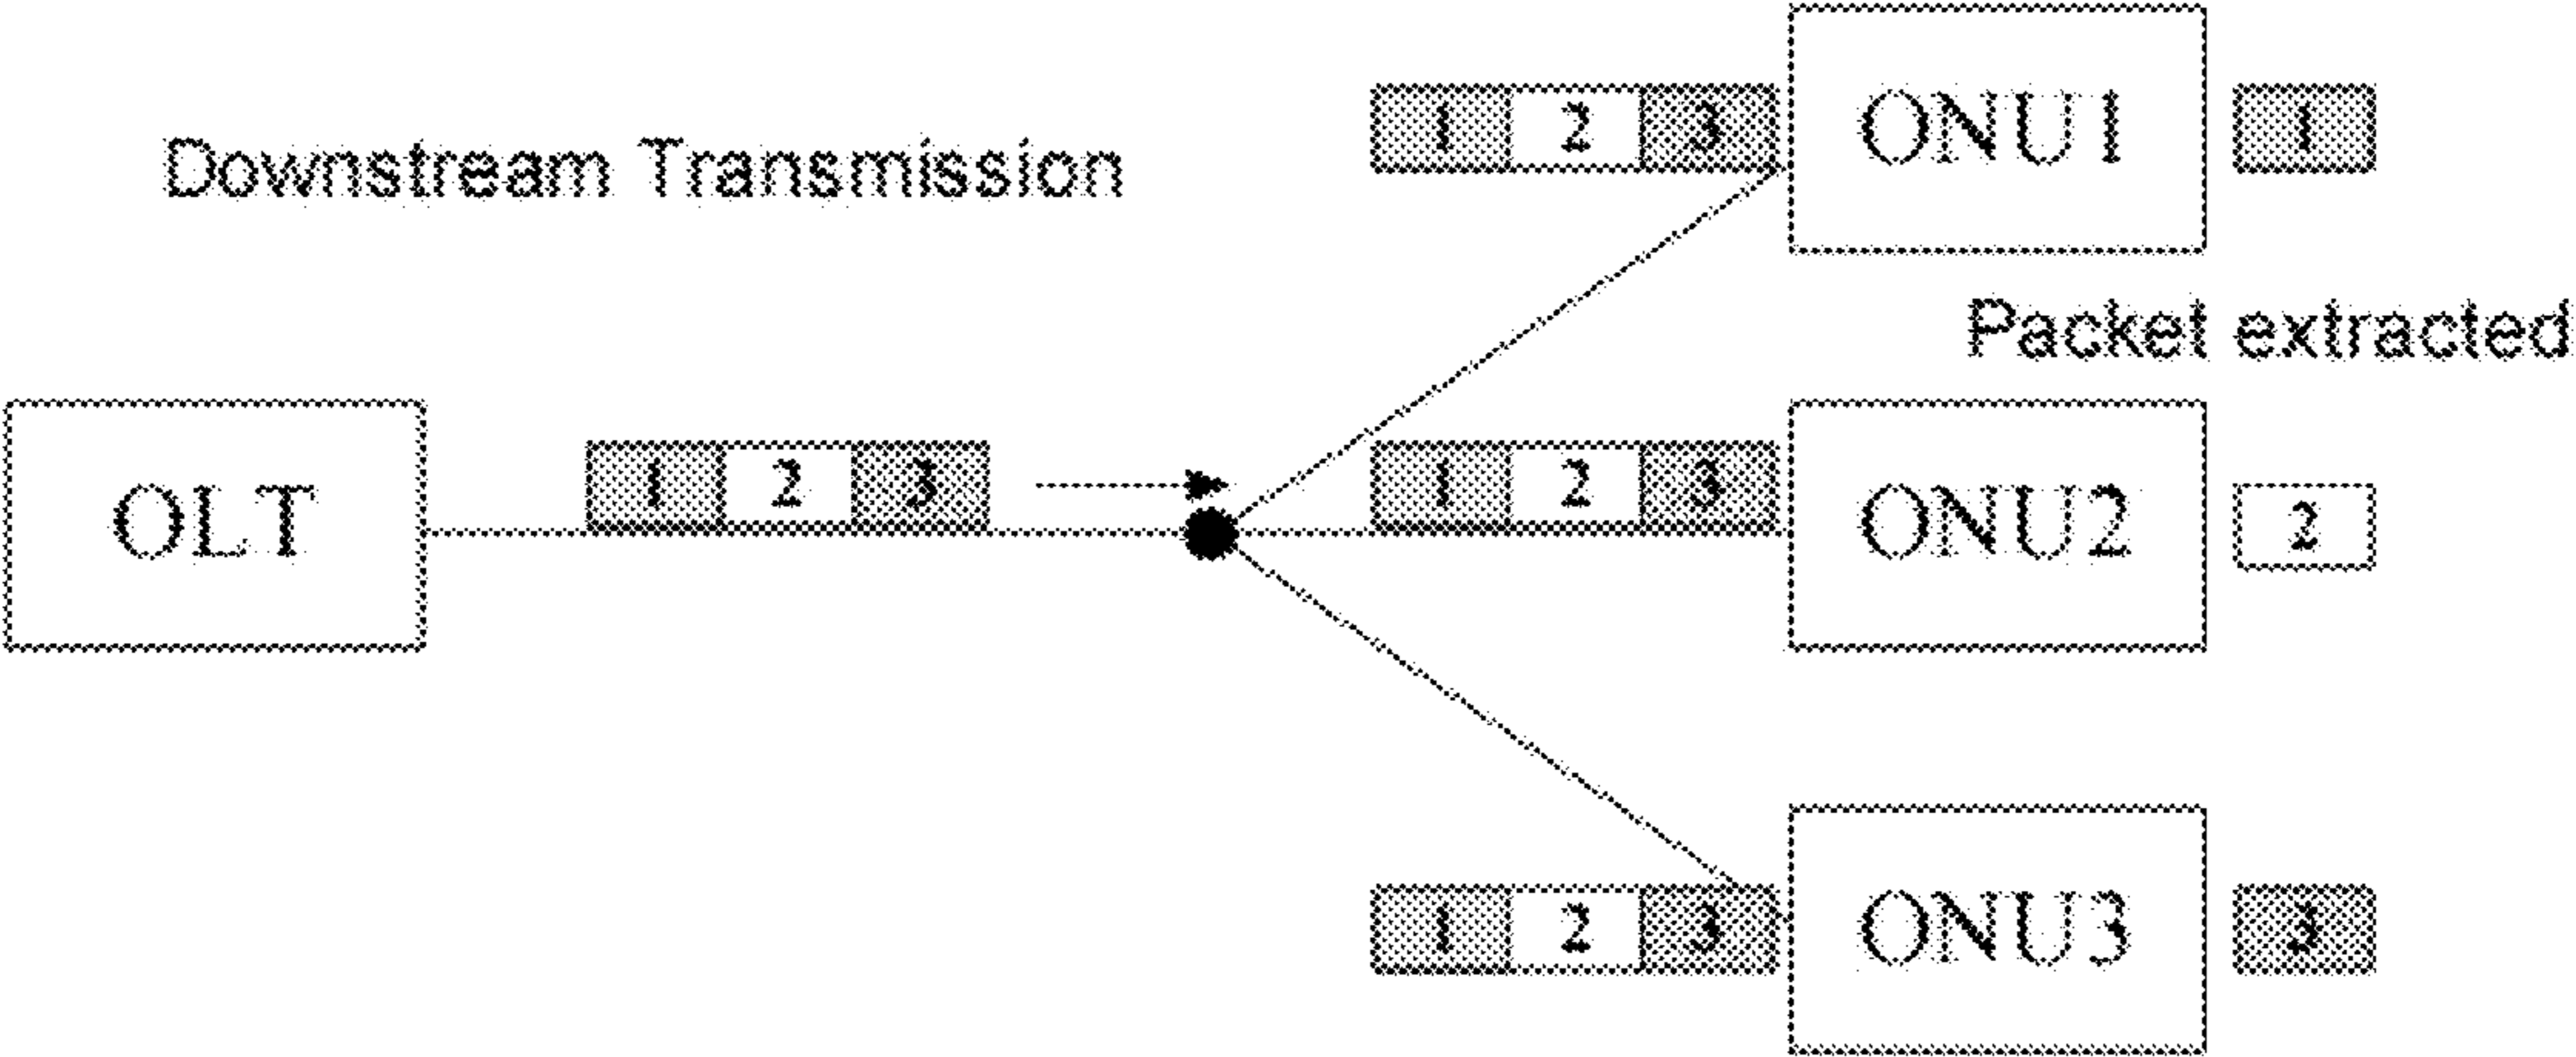 Downstream Transmission
1 2 3 ONU1 1
Packet extracted
OLT 1 2 3 1 2 3 ONU2 2
1 2 3 ONU3 3